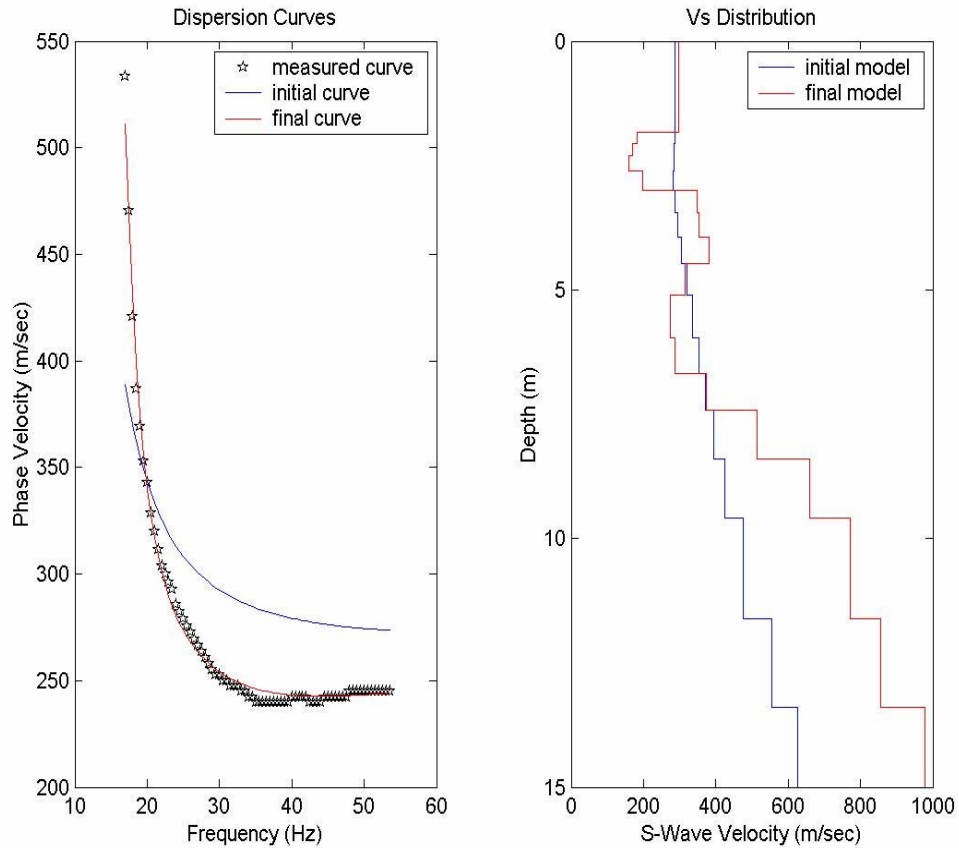 Dispersion Curves
550
500
450
400
350
300
250
200
10
20
30
40
50
60
Phase Velocity (m/sec)
Frequency (Hz)
measured curve
initial curve
final curve
Vs Distribution
0
5
10
15
0
200
400
600
800
1000
Depth (m)
S-Wave Velocity (m/sec)
initial model
final model